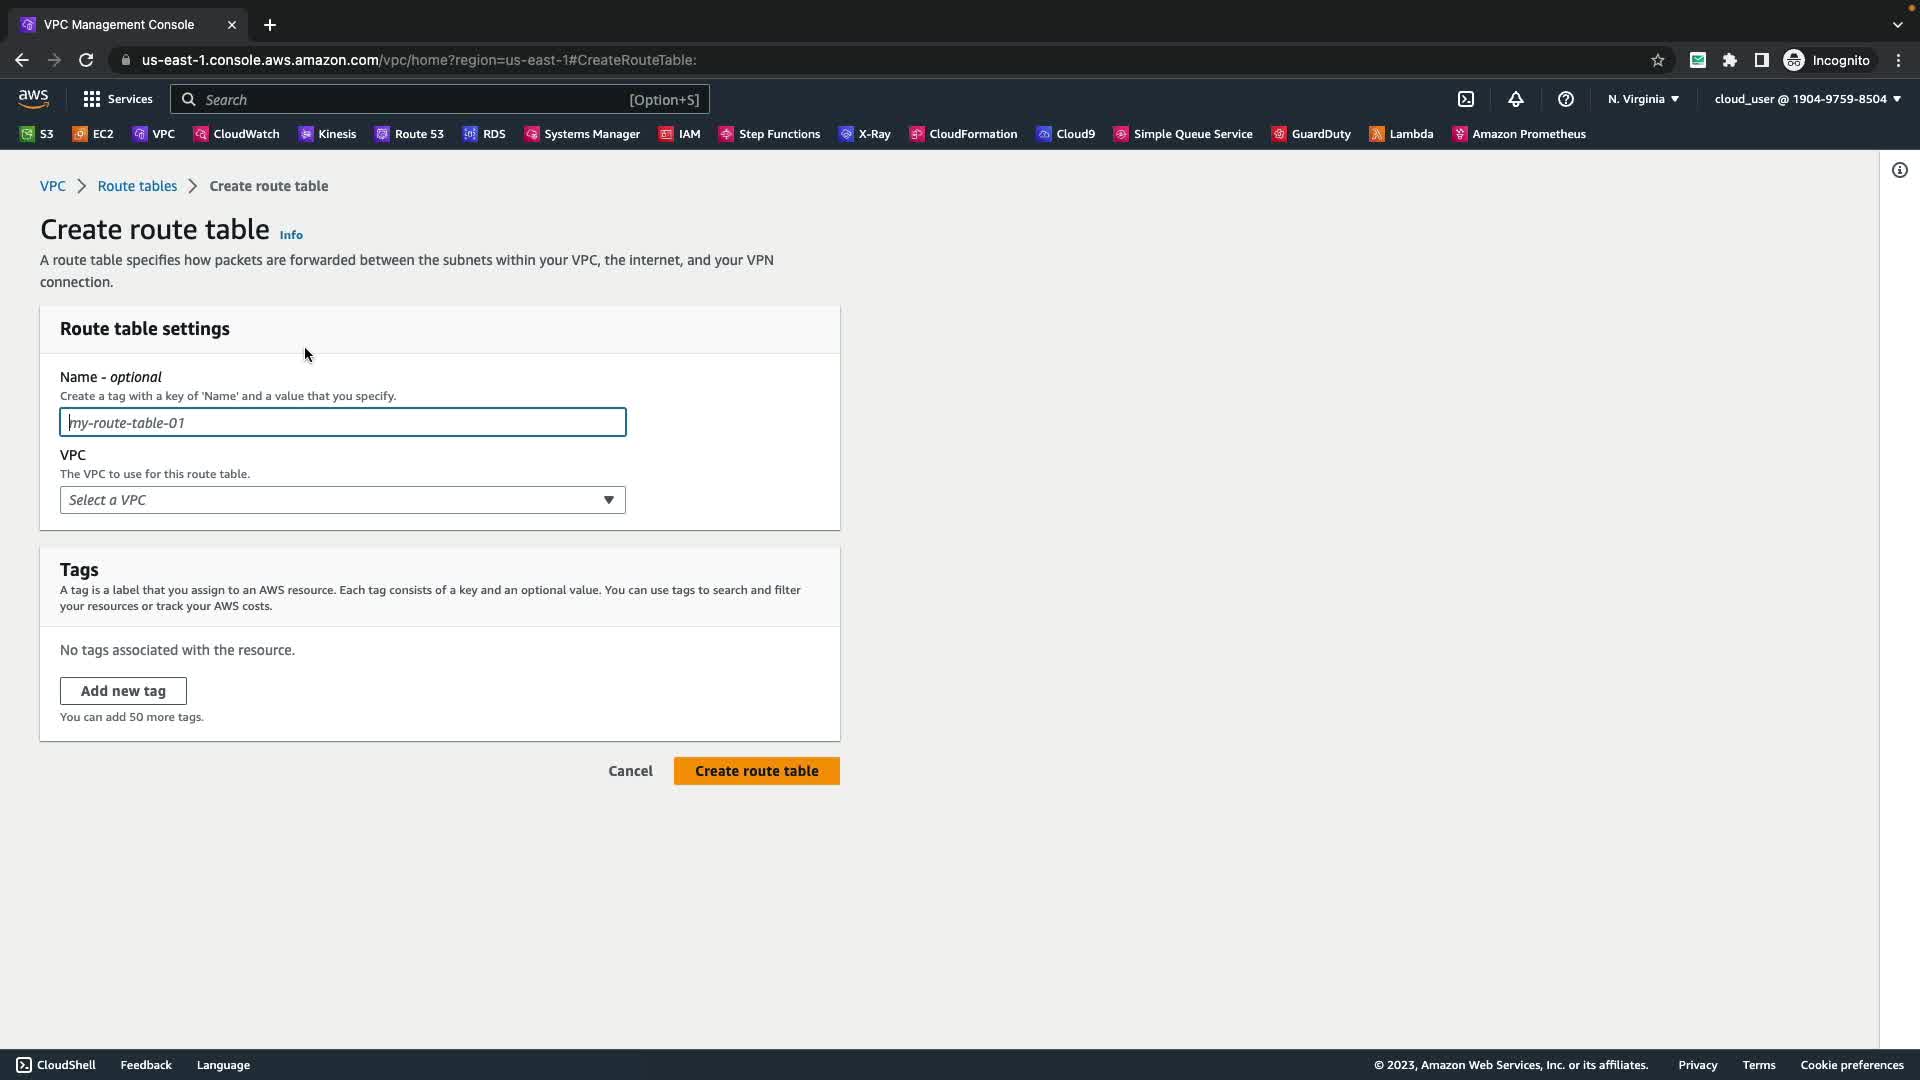 VPC Management Console
us-east-1.console.aws.amazon.com/vpc/home?region=us-east-1#CreateRouteTable:
Incognito
aws
Services
Search
[Option+S]
N. Virginia
cloud_user @ 1904-9759-8504
S3
EC2
VPC
CloudWatch
Kinesis
Route 53
RDS
Systems Manager
IAM
Step Functions
X-Ray
CloudFormation
Cloud9
Simple Queue Service
GuardDuty
Lambda
Amazon Prometheus
VPC
Route tables
Create route table
Create route table Info
A route table specifies how packets are forwarded between the subnets within your VPC, the internet, and your VPN
connection.
Route table settings
Name - optional
Create a tag with a key of 'Name' and a value that you specify.
my-route-table-01
VPC
The VPC to use for this route table.
Select a VPC
Tags
A tag is a label that you assign to an AWS resource. Each tag consists of a key and an optional value. You can use tags to search and filter
your resources or track your AWS costs.
No tags associated with the resource.
Add new tag
You can add 50 more tags.
Cancel
Create route table
CloudShell
Feedback
Language
© 2023, Amazon Web Services, Inc. or its affiliates.
Privacy
Terms
Cookie preferences